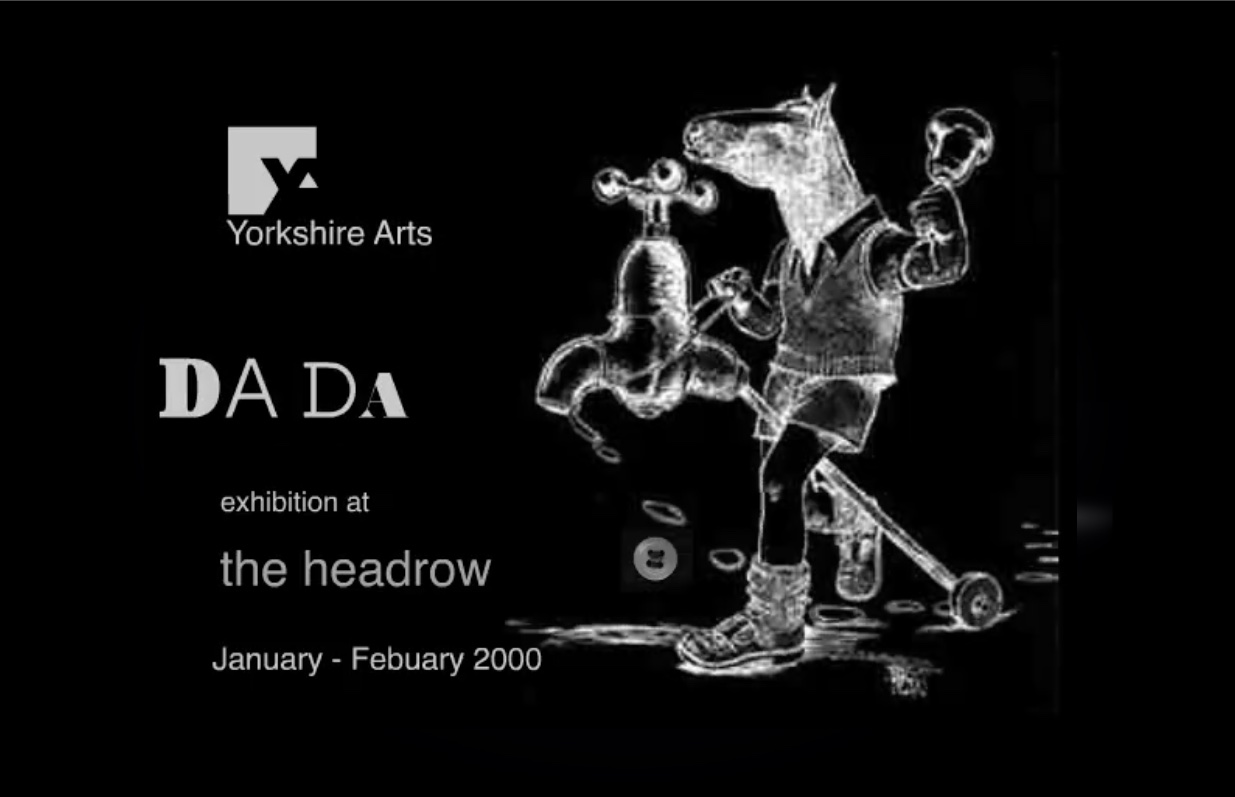 Yorkshire Arts
DA DA
exhibition at
the headrow
January - Febuary 2000